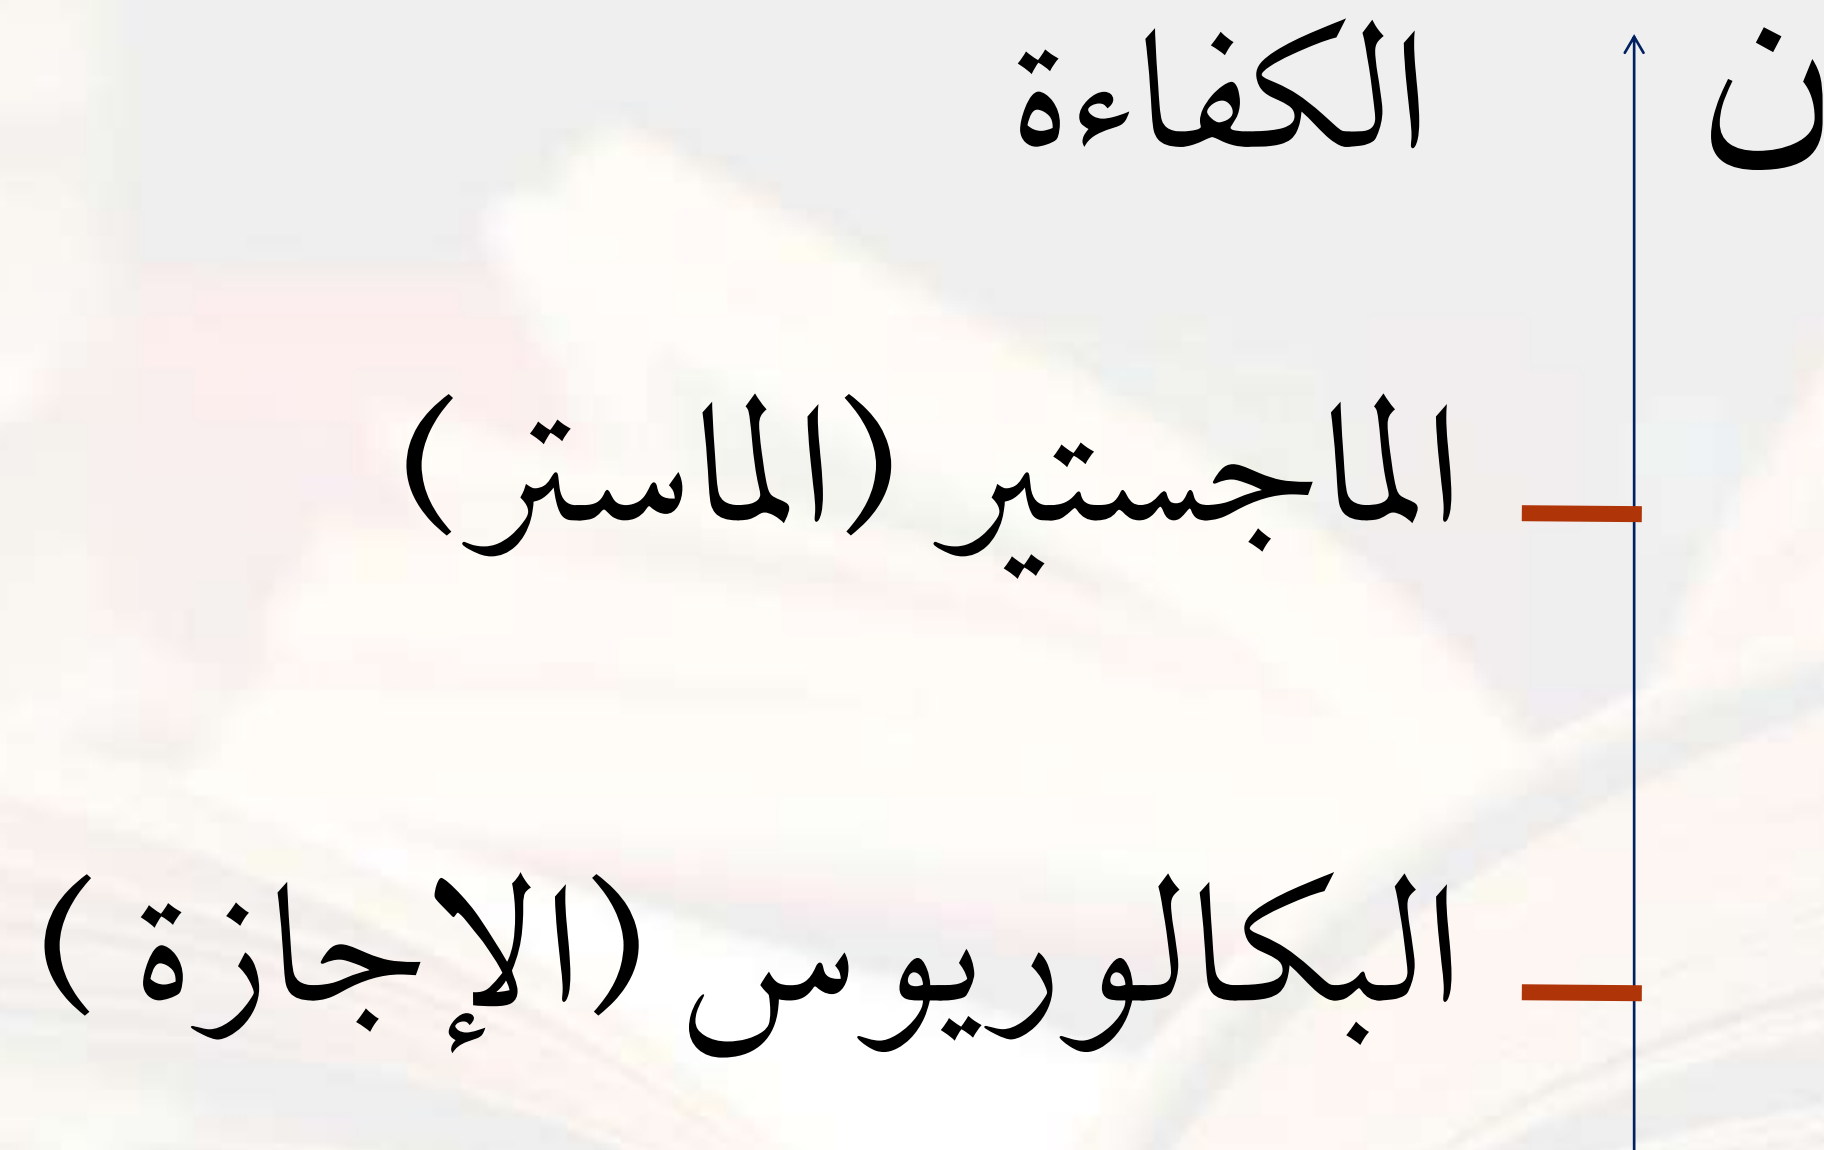 الكفاءة
الماجستير (الماستر)
البكالوريوس (الإجازة )